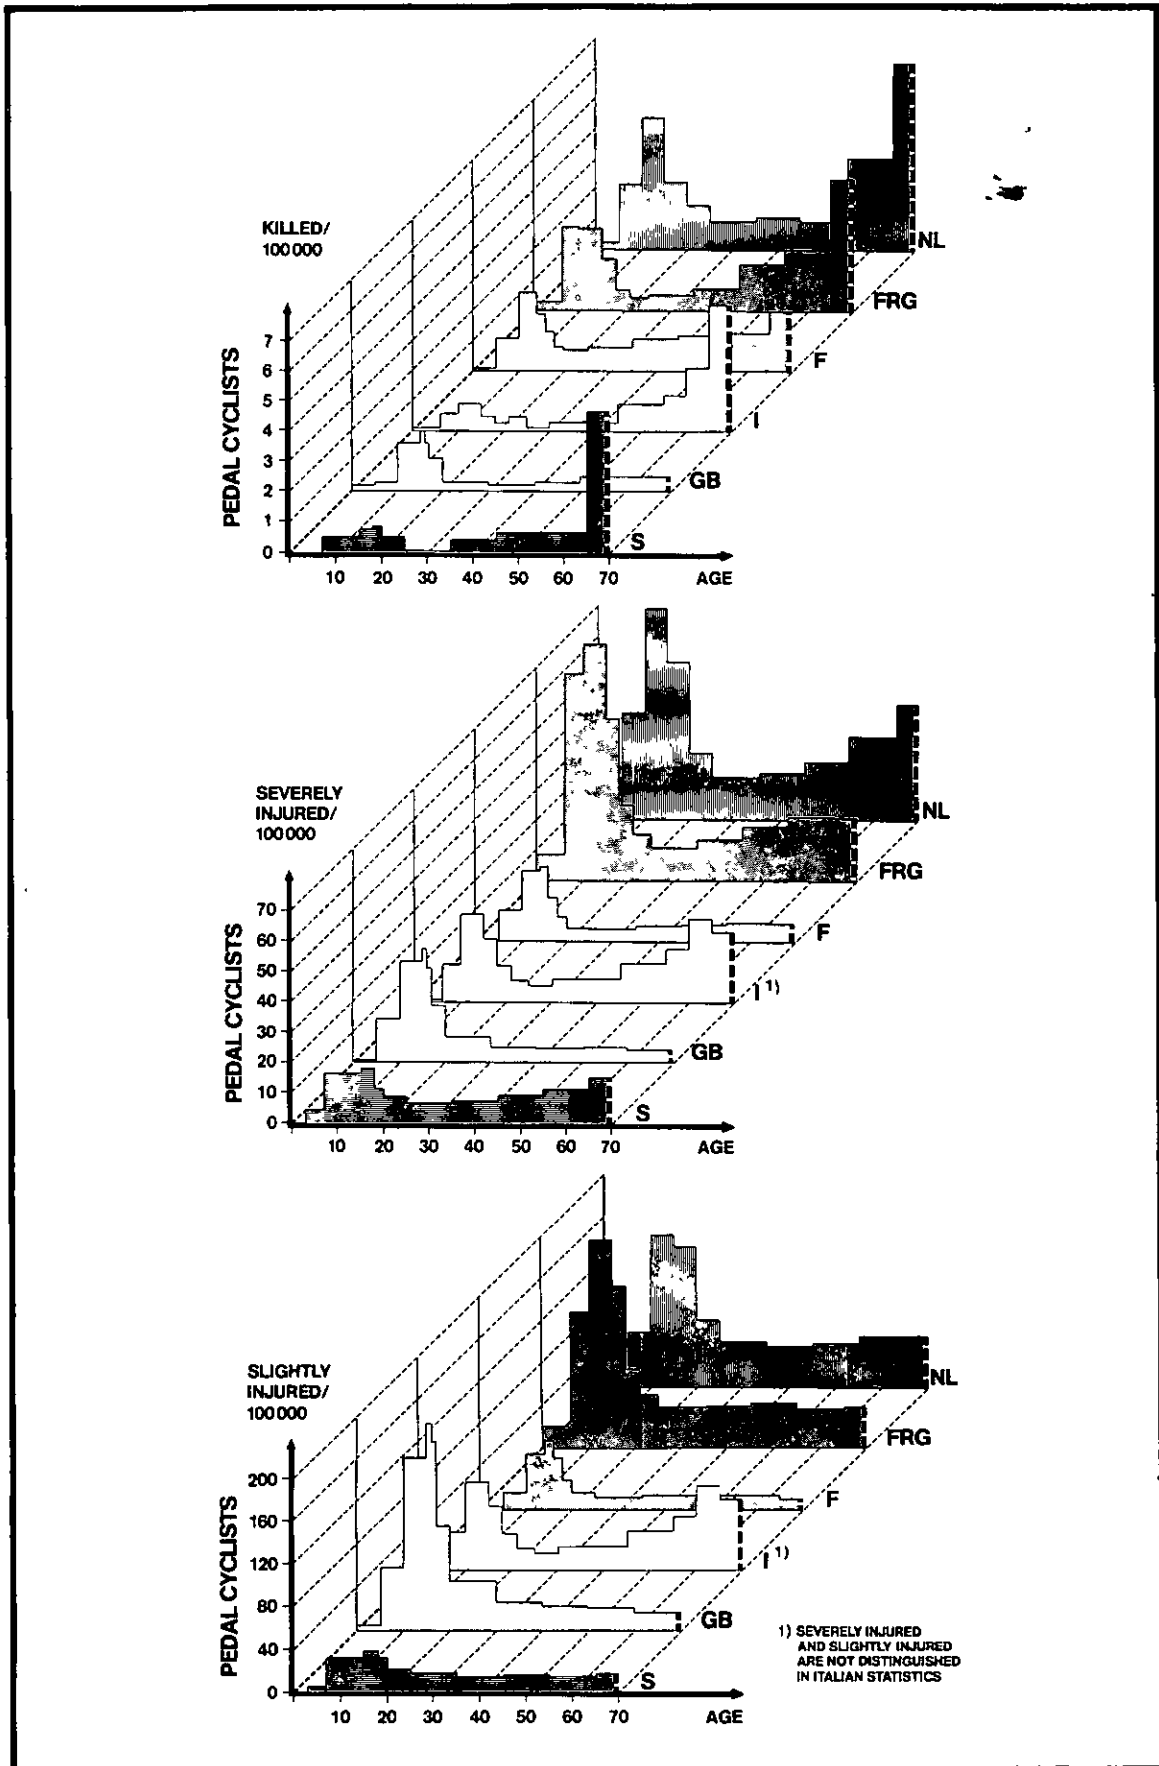 KILLED/
100 000
PEDAL CYCLISTS
7
6
5
4
3
2
1
0
10 20 30 40 50 60 70 AGE
NL
FRG
F
I
GB
S
SEVERELY
INJURED/
100 000
PEDAL CYCLISTS
70
60
50
40
30
20
10
0
10 20 30 40 50 60 70 AGE
NL
FRG
F
I 1)
GB
S
SLIGHTLY
INJURED/
100 000
PEDAL CYCLISTS
200
160
120
80
40
0
10 20 30 40 50 60 70 AGE
NL
FRG
F
I 1)
GB
S
1) SEVERELY INJURED
AND SLIGHTLY INJURED
ARE NOT DISTINGUISHED
IN ITALIAN STATISTICS